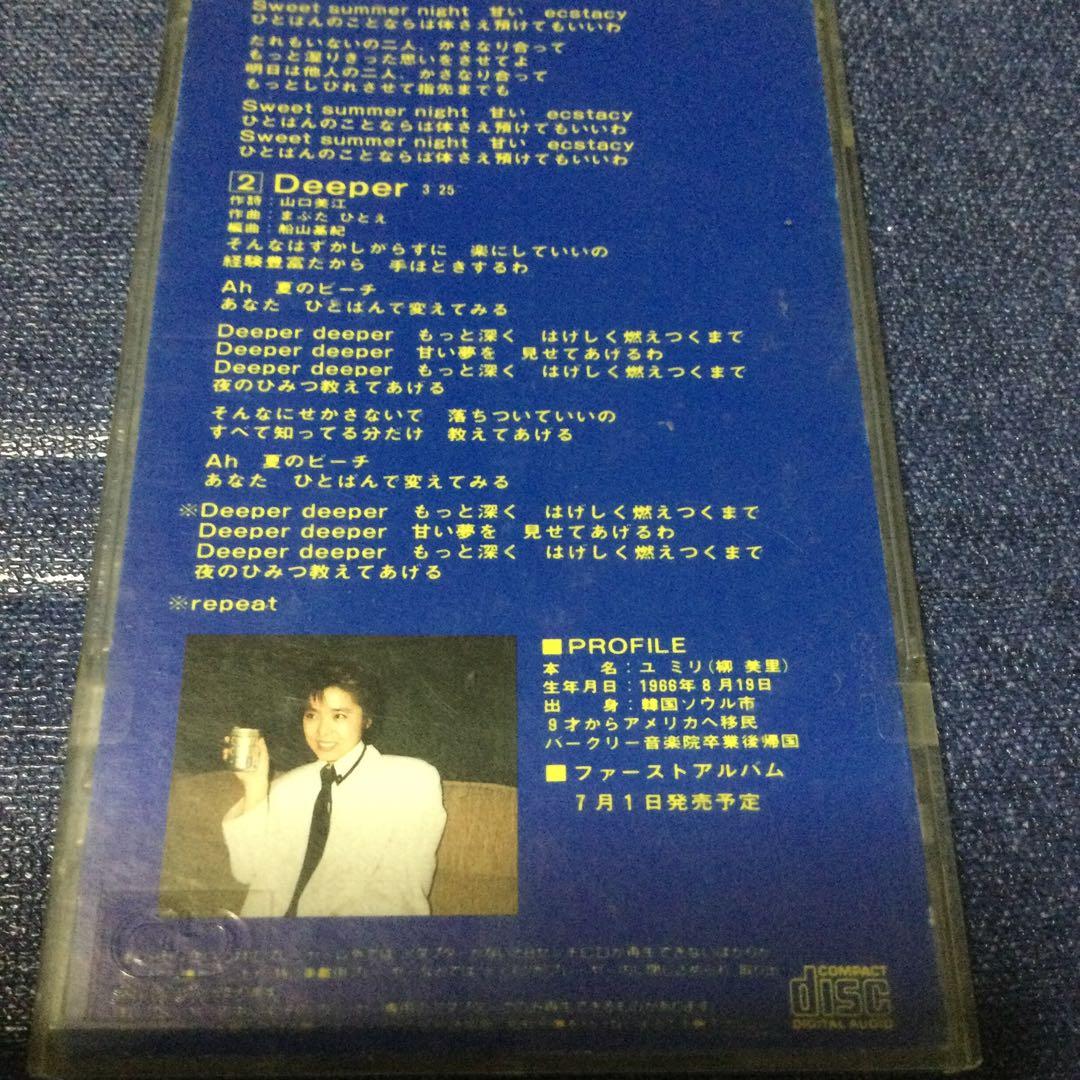 Sweet summer night　甘い　ecstacy
ひとばんのことならば体さえ預けてもいいわ
だれもいないの二人、かさなり合って
もっと濡りきった思いをさせてよ
明日は他人の二人、かさなり合って
もっとしびれさせて指先までも
Sweet summer night　甘い　ecstacy
ひとばんのことならば体さえ預けてもいいわ
Sweet summer night　甘い　ecstacy
ひとばんのことならば体さえ預けてもいいわ
2 Deeper 3 25
作詩：山口美江
作曲：まぶた ひとえ
編曲：船山基紀
そんなはずかしがらずに　楽にしていいの
経験豊富だから　手ほどきするわ
Ah　夏のビーチ
あなた　ひとばんで変えてみる
Deeper deeper　もっと深く　はげしく燃えつくまて
Deeper deeper　甘い夢を　見せてあげるわ
Deeper deeper　もっと深く　はげしく燃えつくまて
夜のひみつ教えてあげる
そんなにせかさないで　落ちついていいの
すべて知ってる分だけ　教えてあげる
Ah　夏のビーチ
あなた　ひとばんで変えてみる
※Deeper deeper　もっと深く　はげしく燃えつくまて
Deeper deeper　甘い夢を　見せてあげるわ
Deeper deeper　もっと深く　はげしく燃えつくまて
夜のひみつ教えてあげる
※repeat
■PROFILE
本　名：ユ ミリ(柳 美里)
生年月日：1966年8月19日
出　身：韓国ソウル市
9才からアメリカへ移民
バークリー音楽院卒業後帰国
■ファーストアルバム
7月1日発売予定
COMPACT
disc
DIGITAL AUDIO